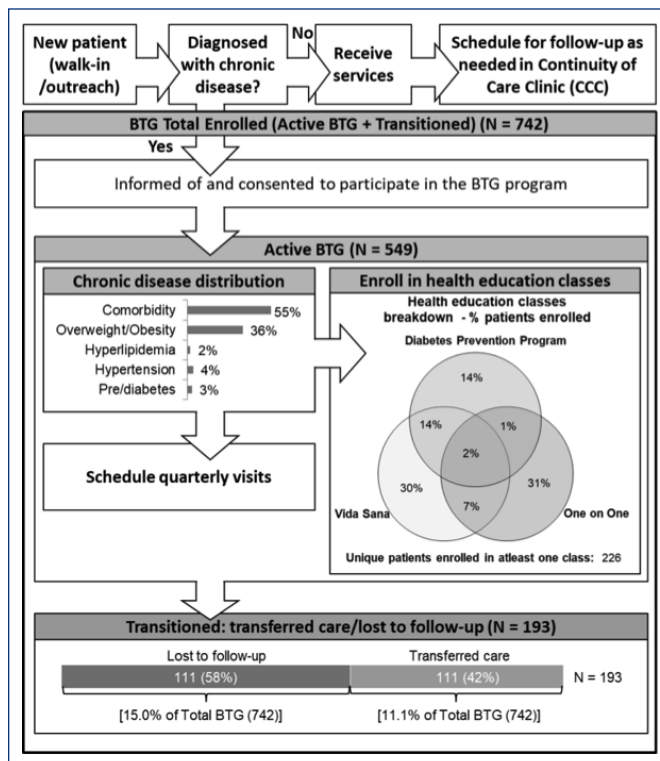 New patient
(walk-in
/outreach)
Diagnosed
with chronic
disease?
No
Receive
services
Schedule for follow-up as
needed in Continuity of
Care Clinic (CCC)
BTG Total Enrolled (Active BTG + Transitioned) (N = 742)
Yes
Informed of and consented to participate in the BTG program
Active BTG (N = 549)
Chronic disease distribution
Comorbidity 55%
Overweight/Obesity 36%
Hyperlipidemia 2%
Hypertension 4%
Pre/diabetes 3%
Schedule quarterly visits
Enroll in health education classes
Health education classes
breakdown - % patients enrolled
Diabetes Prevention Program
14%
14%
1%
2%
30%
31%
7%
Vida Sana
One on One
Unique patients enrolled in atleast one class: 226
Transitioned: transferred care/lost to follow-up (N = 193)
Lost to follow-up
Transferred care
111 (58%)
111 (42%)
N = 193
[15.0% of Total BTG (742)]
[11.1% of Total BTG (742)]